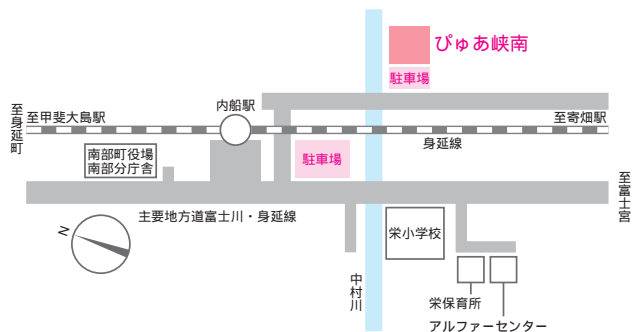 ぴゅあ峡南
駐車場
至身延町
至甲斐大島駅
内船駅
至寄畑駅
身延線
南部町役場
南部分庁舎
駐車場
至富士宮
主要地方道富士川・身延線
N
栄小学校
中村川
栄保育所
アルファーセンター